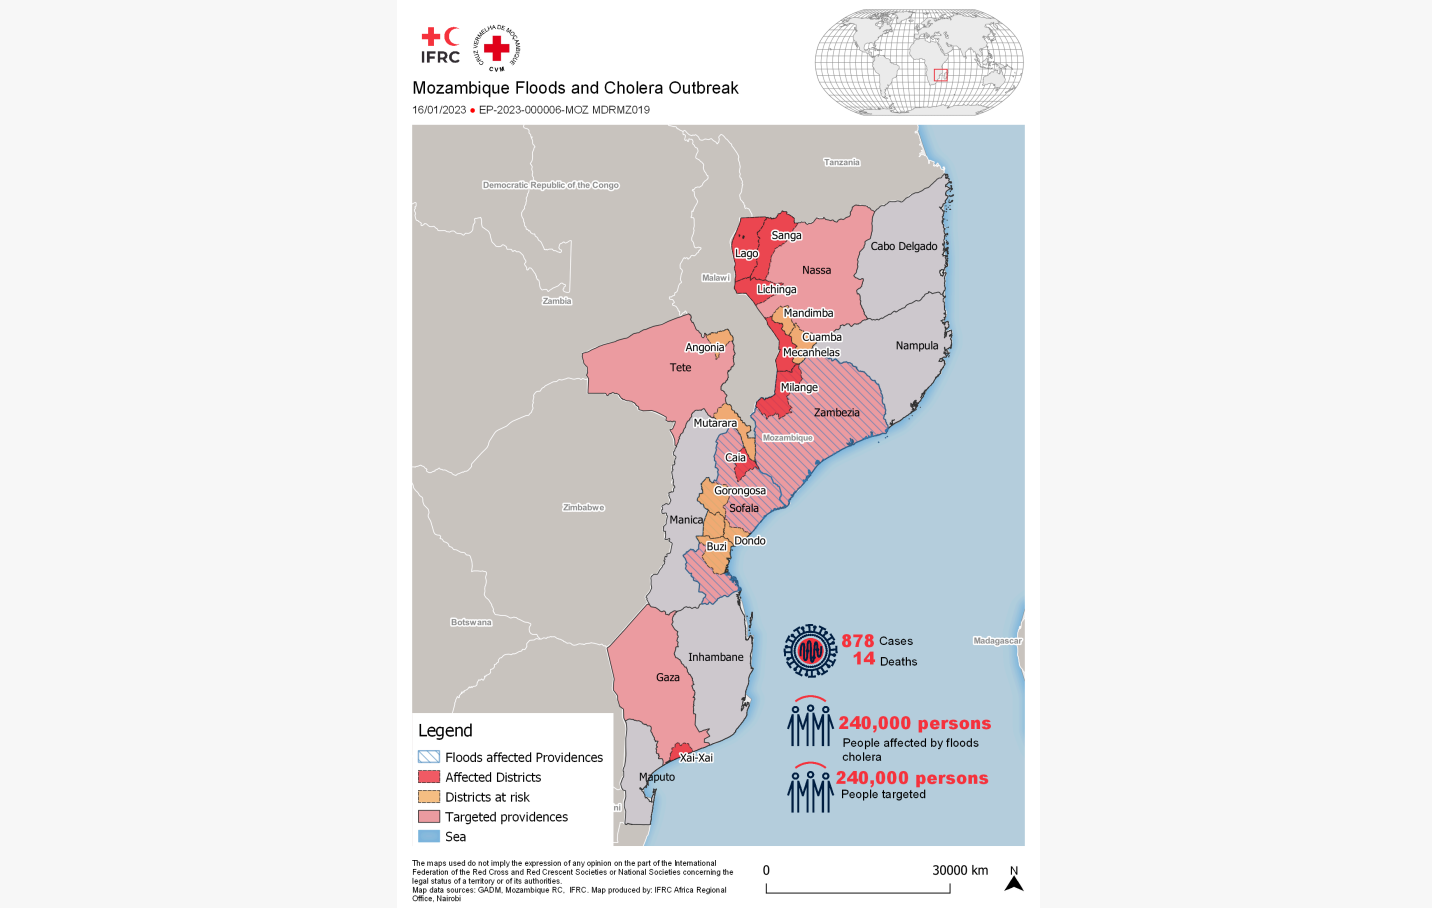 IFRC
CRUZ VERMELHA DE MOÇAMBIQUE
CVM
Mozambique Floods and Cholera Outbreak
16/01/2023 ● EP-2023-000006-MOZ MDRMZ019
Tanzania
Democratic Republic of the Congo
Sanga
Cabo Delgado
Lago
Nassa
Malawi
Lichinga
Zambia
Mandimba
Cuamba
Nampula
Angonia
Mecanhelas
Tete
Milange
Zambezia
Mutarara
Mozambique
Caia
Gorongosa
Zimbabwe
Sofala
Manica
Dondo
Buzi
Botswana
Madagascar
878 Cases
14 Deaths
Inhambane
Gaza
240,000 persons
People affected by floods
cholera
Xai-Xai
Maputo
240,000 persons
People targeted
ni
Legend
Floods affected Providences
Affected Districts
Districts at risk
Targeted providences
Sea
The maps used do not imply the expression of any opinion on the part of the International
Federation of the Red Cross and Red Crescent Societies or National Societies concerning the
legal status of a territory or of its authorities.
Map data sources: GADM, Mozambique RC, IFRC. Map produced by: IFRC Africa Regional
Office, Nairobi
0 30000 km
N